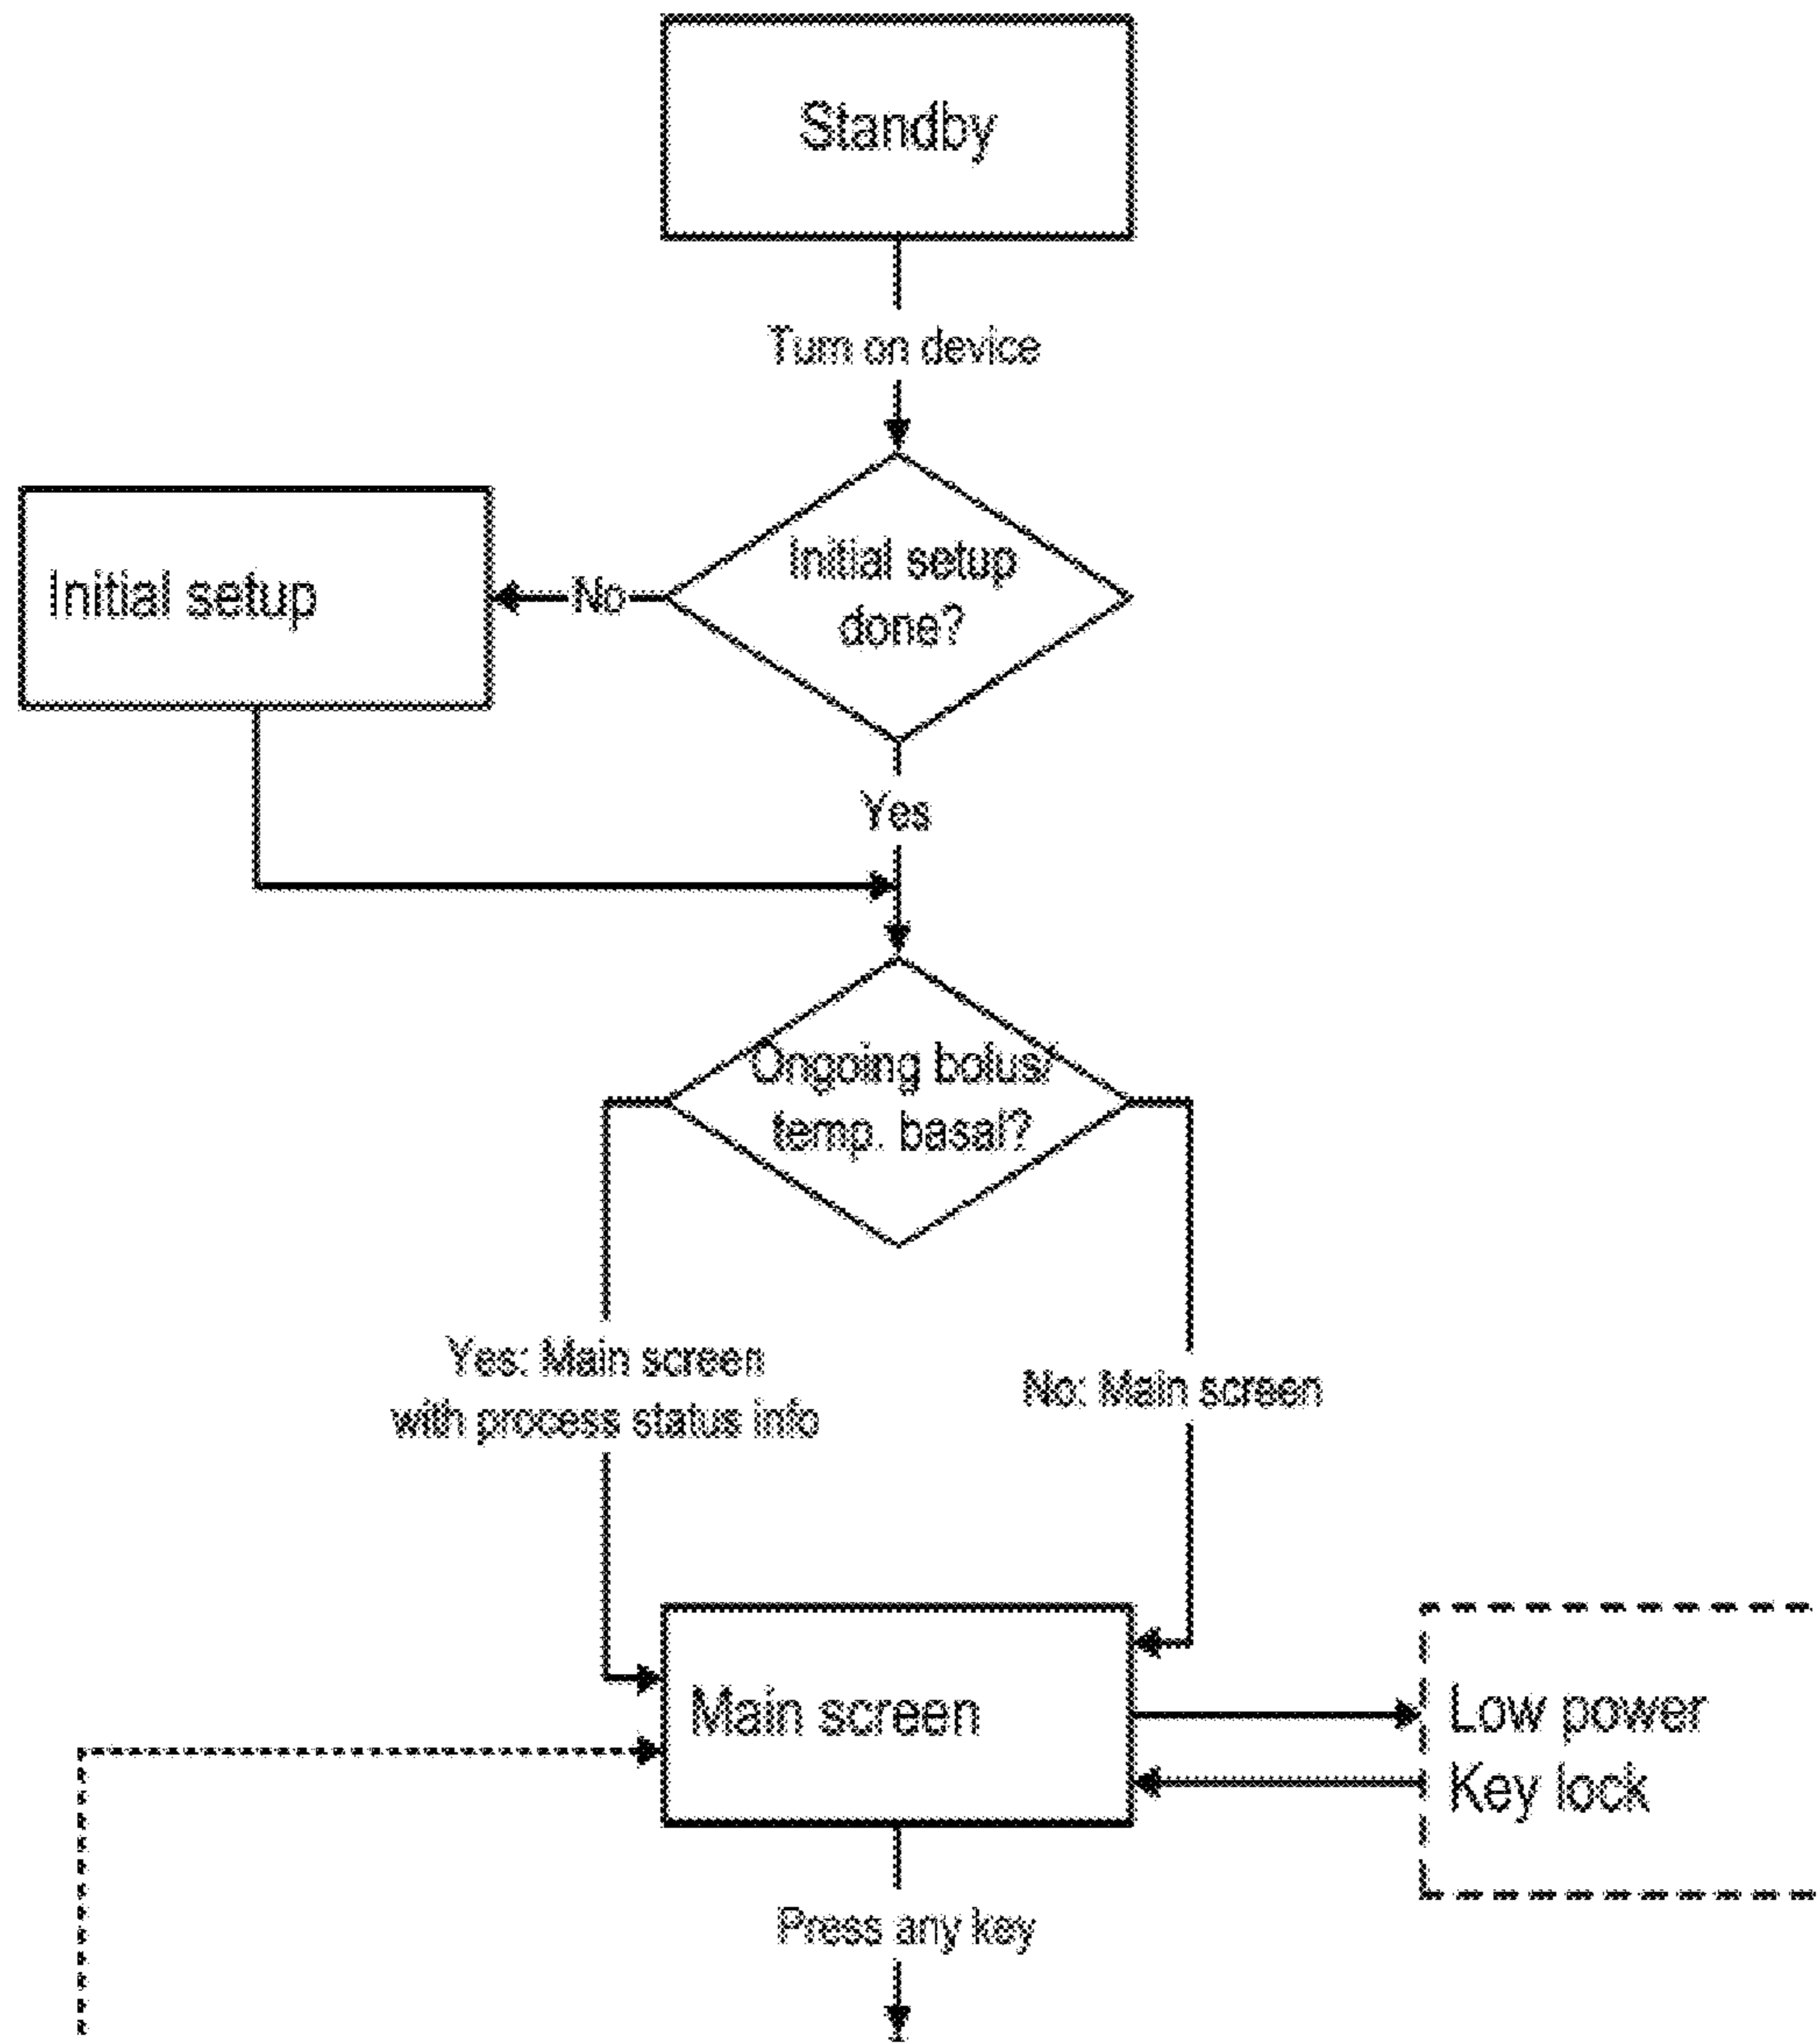 Standby
Turn on device
Initial setup
done?
No
Initial setup
Yes
Ongoing bolus/
temp. basal?
Yes: Main screen
with process status info
No: Main screen
Main screen
Low power
Key lock
Press any key